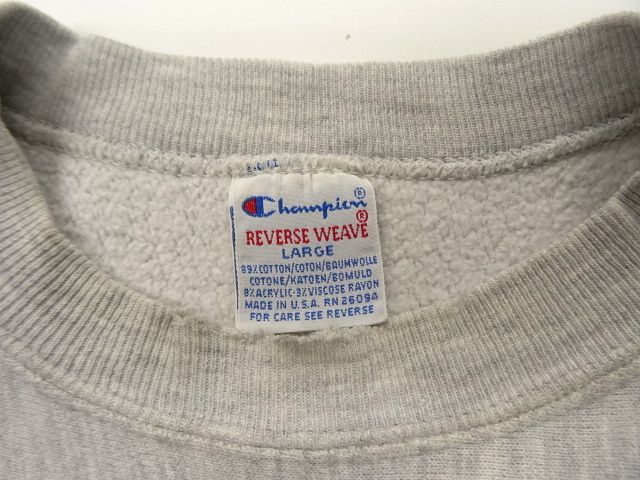 Champion®
REVERSE WEAVE®
LARGE
89%COTTON/COTON/BAUMWOLLE
COTONE/KATOEN/BOMULD
8%ACRYLIC-3%VISCOSE RAYON
MADE IN U.S.A. RN 26094
FOR CARE SEE REVERSE